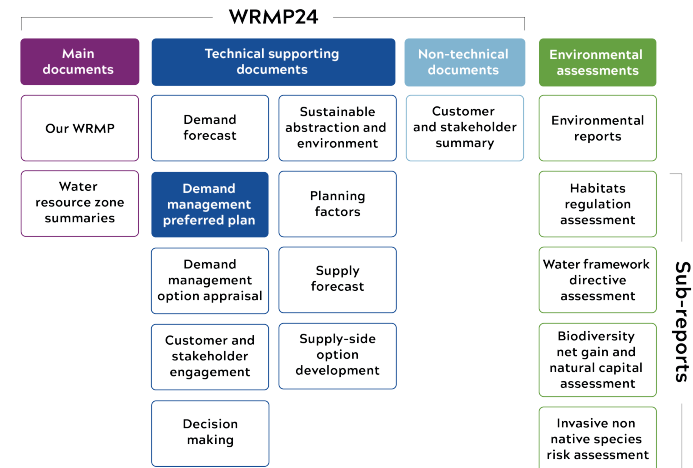 WRMP24
Main
documents
Technical supporting
documents
Non-technical
documents
Environmental
assessments
Our WRMP
Demand
forecast
Sustainable
abstraction and
environment
Customer
and stakeholder
summary
Environmental
reports
Water
resource zone
summaries
Demand
management
preferred plan
Planning
factors
Habitats
regulation
assessment
Demand
management
option appraisal
Supply
forecast
Water framework
directive
assessment
Customer and
stakeholder
engagement
Supply-side
option
development
Biodiversity
net gain and
natural capital
assessment
Decision
making
Invasive non
native species
risk assessment
Sub-reports